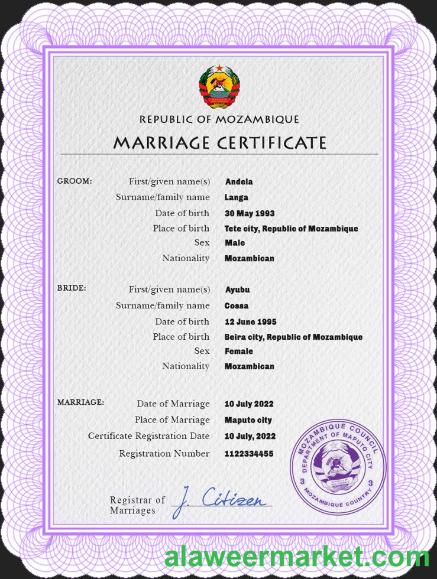 REPUBLIC OF MOZAMBIQUE
MARRIAGE CERTIFICATE
GROOM: First/given name(s) Andela
Surname/family name Langa
Date of birth 30 May 1993
Place of birth Tete city, Republic of Mozambique
Sex Male
Nationality Mozambican
BRIDE: First/given name(s) Ayubu
Surname/family name Cossa
Date of birth 12 June 1995
Place of birth Beira city, Republic of Mozambique
Sex Female
Nationality Mozambican
MARRIAGE: Date of Marriage 10 July 2022
Place of Marriage Maputo city
Certificate Registration Date 10 July, 2022
Registration Number 1122334455
MOZAMBIQUE COUNCIL
DEPARTMENT OF MAPUTO CITY
3 3
MOZAMBIQUE COUNTRY
Registrar of
Marriages
J. Citizen
alaweermarket.com